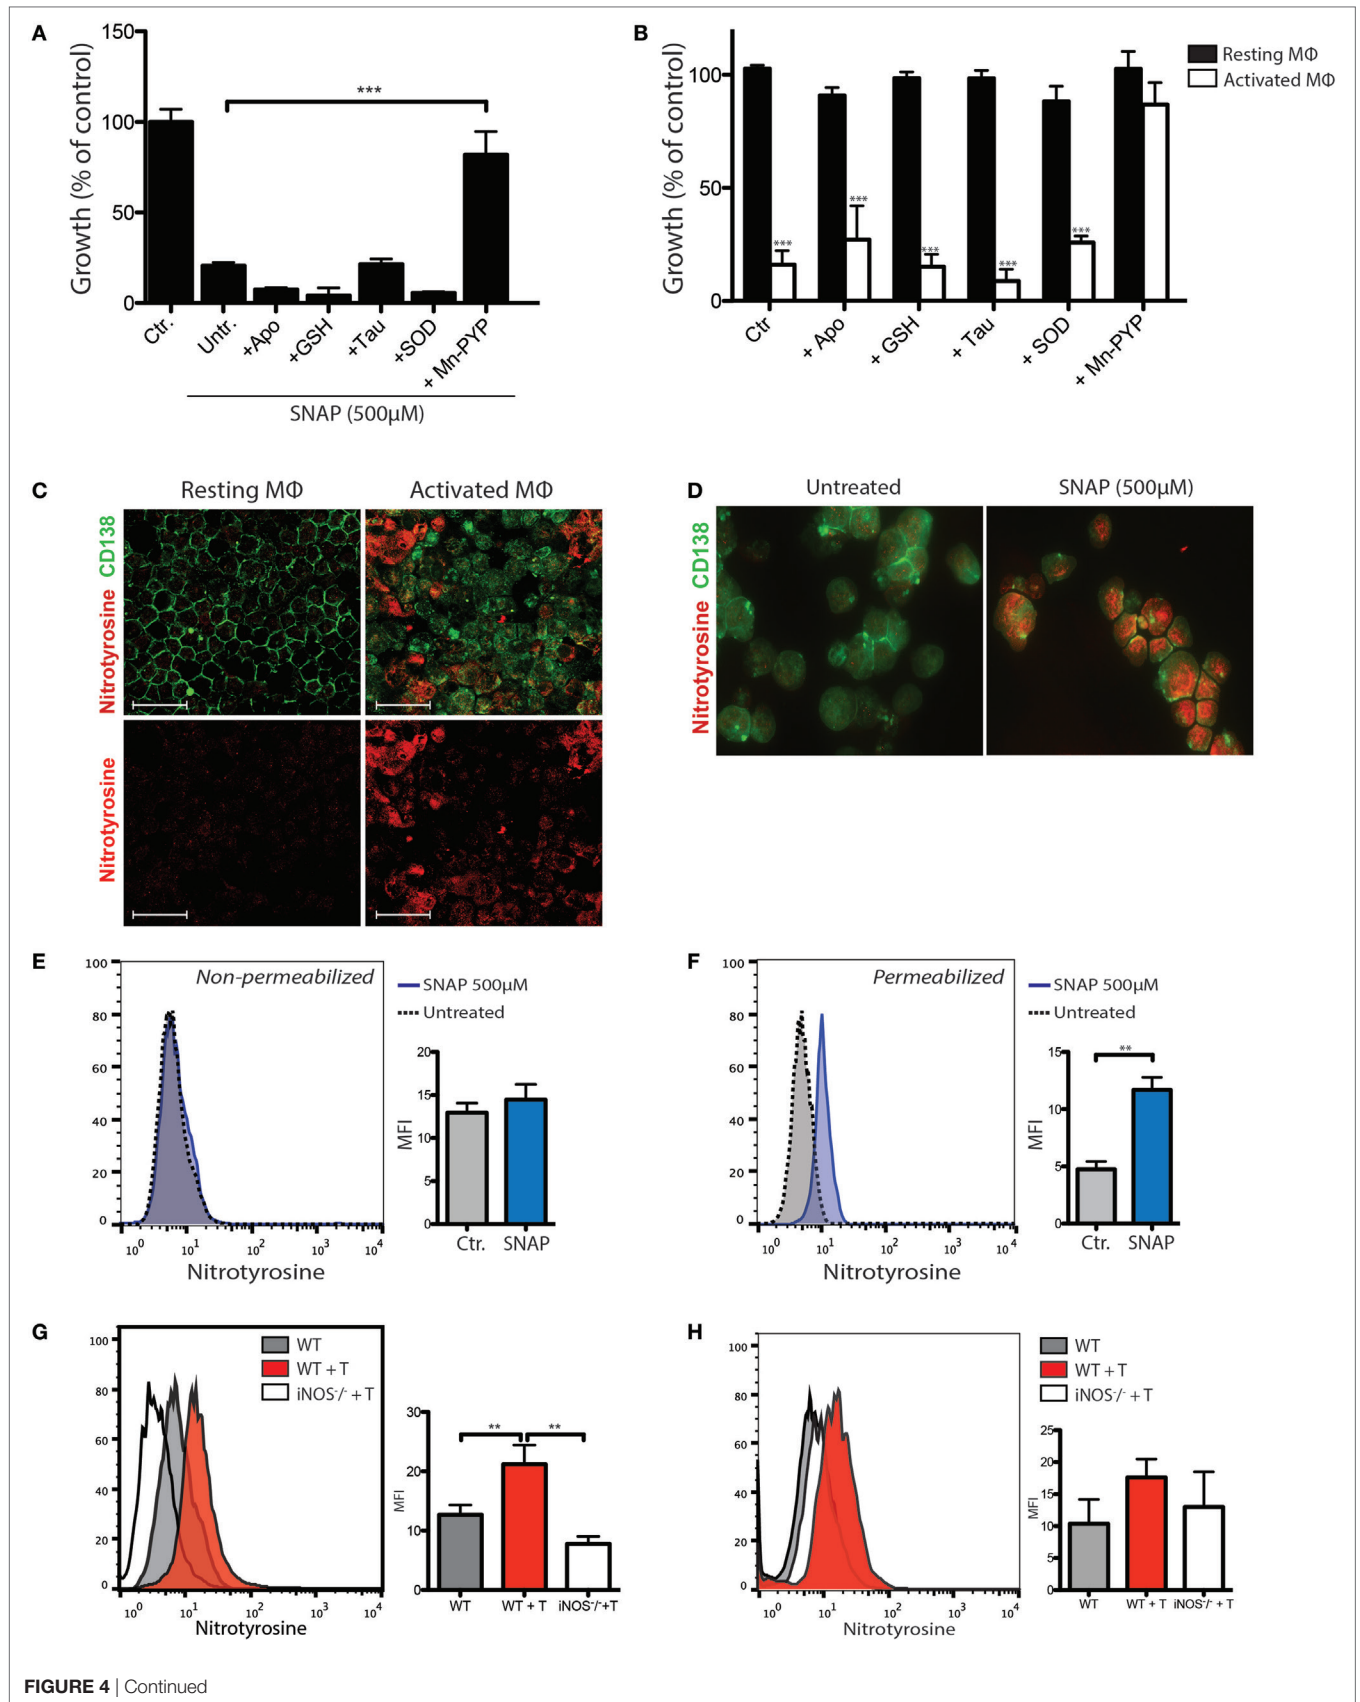 A
Growth (% of control)
150
100
50
0
***
Ctr.
Untr.
+Apo
+GSH
+Tau
+SOD
+ Mn-PYP
SNAP (500μM)
B
Growth (% of control)
100
50
0
***
***
***
***
***
Resting MΦ
Activated MΦ
Ctr
+ Apo
+ GSH
+ Tau
+ SOD
+ Mn-PYP
C
Resting MΦ
Activated MΦ
Nitrotyrosine CD138
Nitrotyrosine
D
Untreated
SNAP (500μM)
Nitrotyrosine CD138
E
100
80
60
40
20
0
Non-permeabilized
10⁰ 10¹ 10² 10³ 10⁴
Nitrotyrosine
SNAP 500μM
Untreated
MFI
20
15
10
5
0
Ctr. SNAP
F
100
80
60
40
20
0
Permeabilized
10⁰ 10¹ 10² 10³ 10⁴
Nitrotyrosine
SNAP 500μM
Untreated
MFI
15
10
5
0
**
Ctr. SNAP
G
100
80
60
40
20
0
WT
WT + T
iNOS⁻/⁻ + T
10⁰ 10¹ 10² 10³ 10⁴
Nitrotyrosine
MFI
30
20
10
0
** **
WT WT + T iNOS⁻/⁻+T
H
100
80
60
40
20
0
WT
WT + T
iNOS⁻/⁻ + T
10⁰ 10¹ 10² 10³ 10⁴
Nitrotyrosine
MFI
25
20
15
10
5
0
WT WT + T iNOS⁻/⁻ + T
FIGURE 4 | Continued